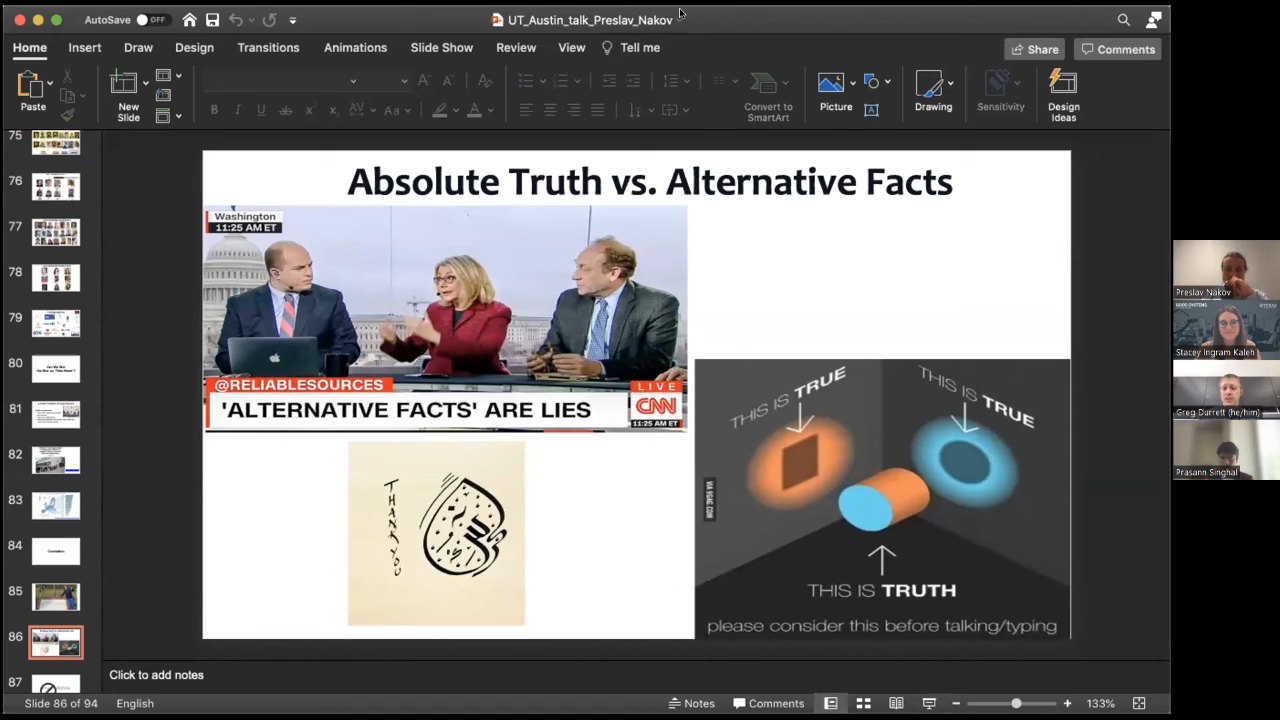 AutoSave OFF
UT_Austin_talk_Preslav_Nakov
Home Insert Draw Design Transitions Animations Slide Show Review View Tell me
Share Comments
Paste
New
Slide
Convert to
SmartArt
Picture
Drawing
Sensitivity
Design
Ideas
75
76
77
78
79
80
81
82
83
84
85
86
87
Absolute Truth vs. Alternative Facts
Washington
11:25 AM ET
@RELIABLESOURCES
LIVE
'ALTERNATIVE FACTS' ARE LIES
CNN
11:25 AM ET
THANK YOU
THIS IS TRUE
THIS IS TRUE
VIA 9GAG.COM
THIS IS TRUTH
please consider this before talking/typing
Preslav Nakov
Stacey Ingram Kaleh
Greg Durrett (he/him)
Prasann Singhal
Click to add notes
Slide 86 of 94 English
Notes Comments 133%